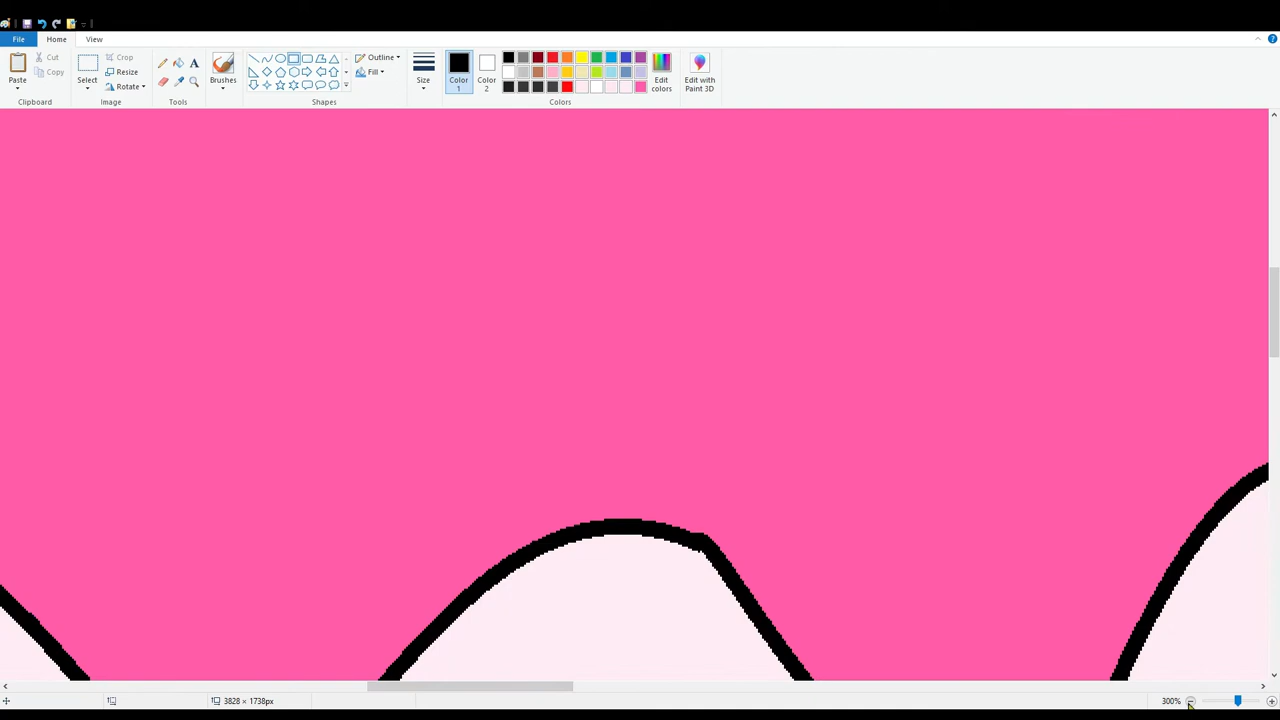 File Home View
Paste Cut Copy Clipboard
Select Crop Resize Rotate Image
Tools
Brushes
Outline Fill Shapes
Size
Color 1
Color 2
Edit colors
Colors
Edit with Paint 3D
3828 × 1738px
300%